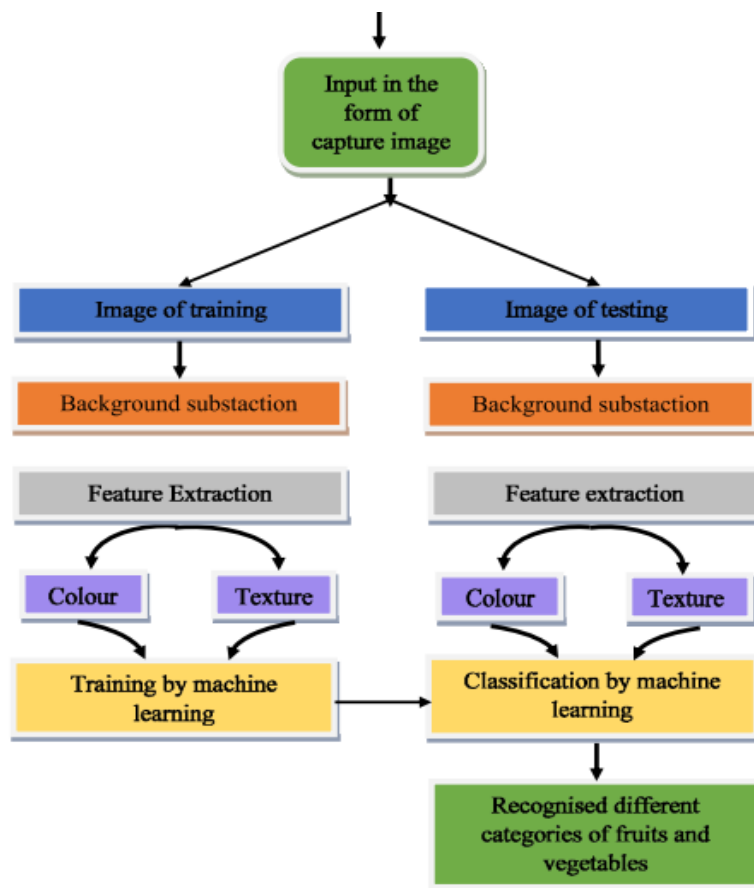 Input in the
form of
capture image
Image of training
Image of testing
Background substaction
Background substaction
Feature Extraction
Feature extraction
Colour
Texture
Colour
Texture
Training by machine
learning
Classification by machine
learning
Recognised different
categories of fruits and
vegetables